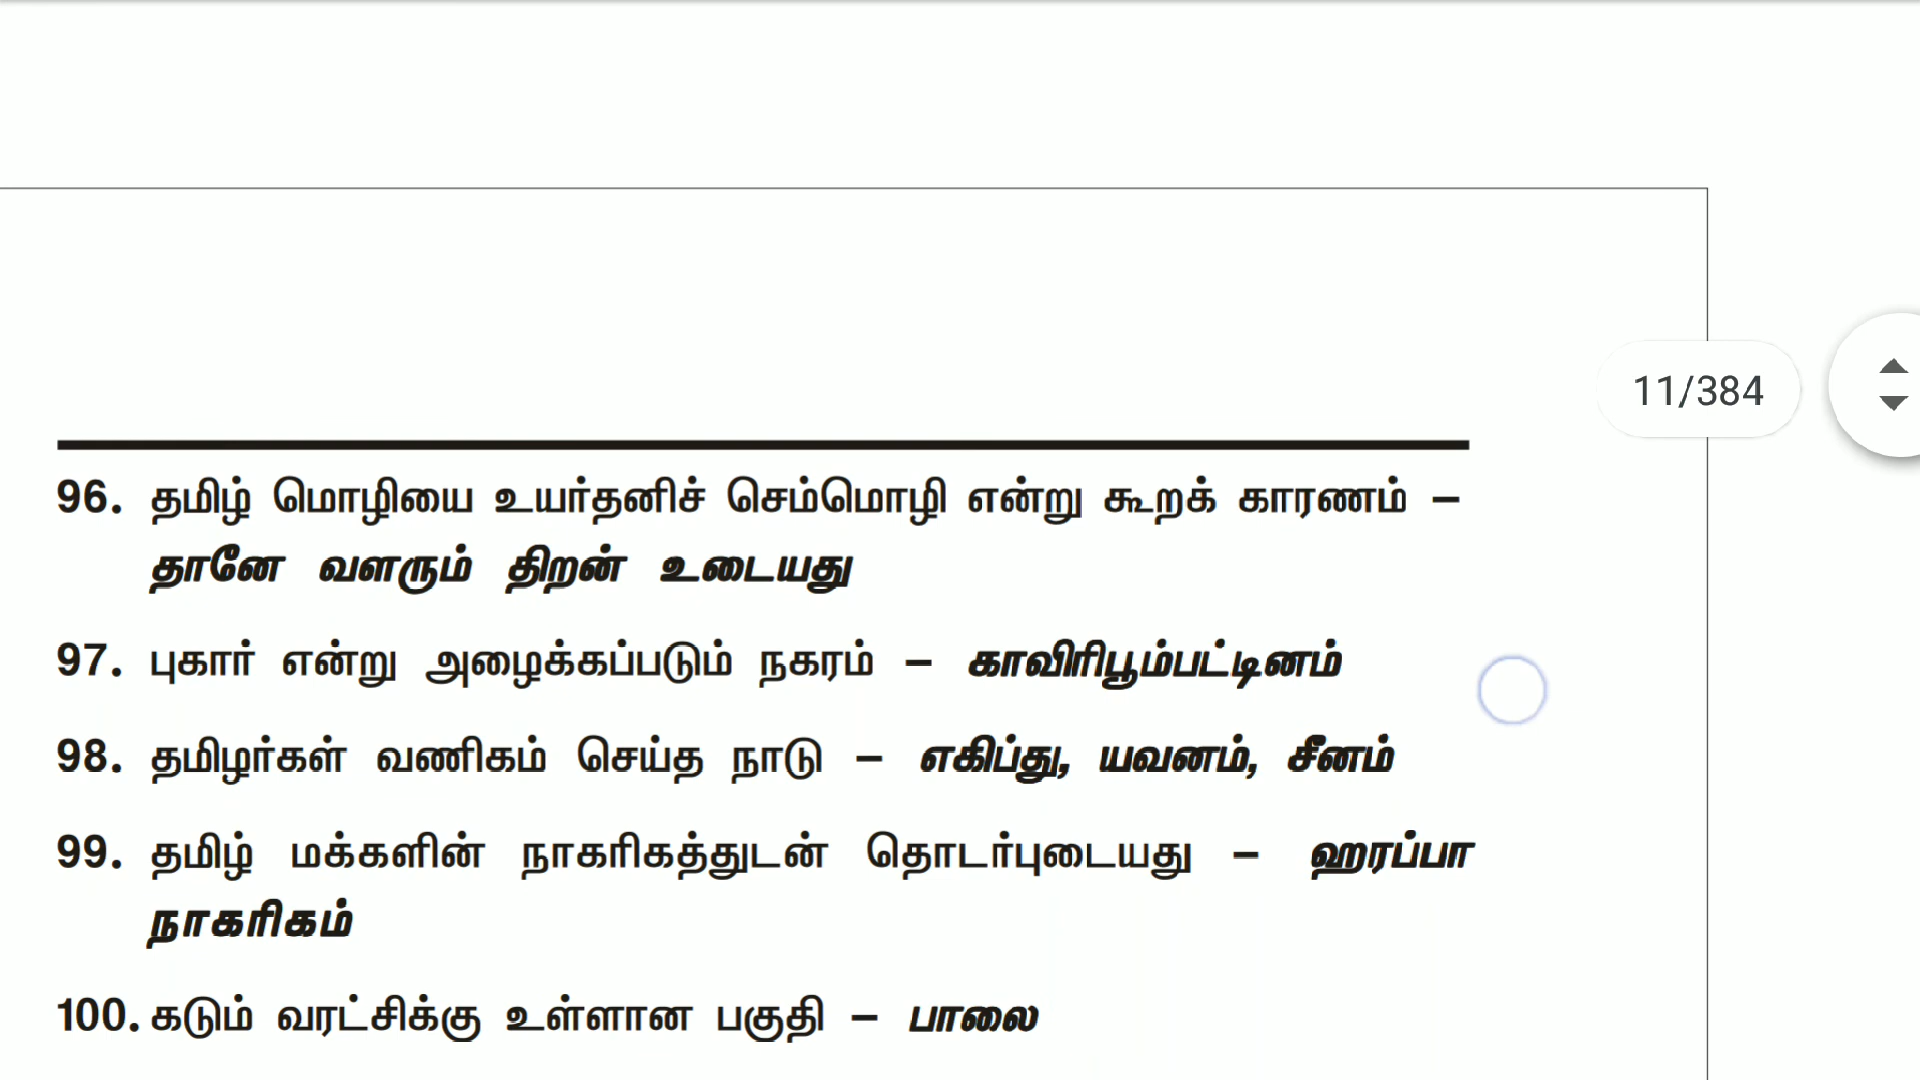 11/384
96. தமிழ் மொழியை உயர்தனிச் செம்மொழி என்று கூறக் காரணம் –
தானே வளரும் திறன் உடையது
97. புகார் என்று அழைக்கப்படும் நகரம் – காவிரிபூம்பட்டினம்
98. தமிழர்கள் வணிகம் செய்த நாடு – எகிப்து, யவனம், சீனம்
99. தமிழ் மக்களின் நாகரிகத்துடன் தொடர்புடையது – ஹரப்பா
நாகரிகம்
100. கடும் வரட்சிக்கு உள்ளான பகுதி – பாலை